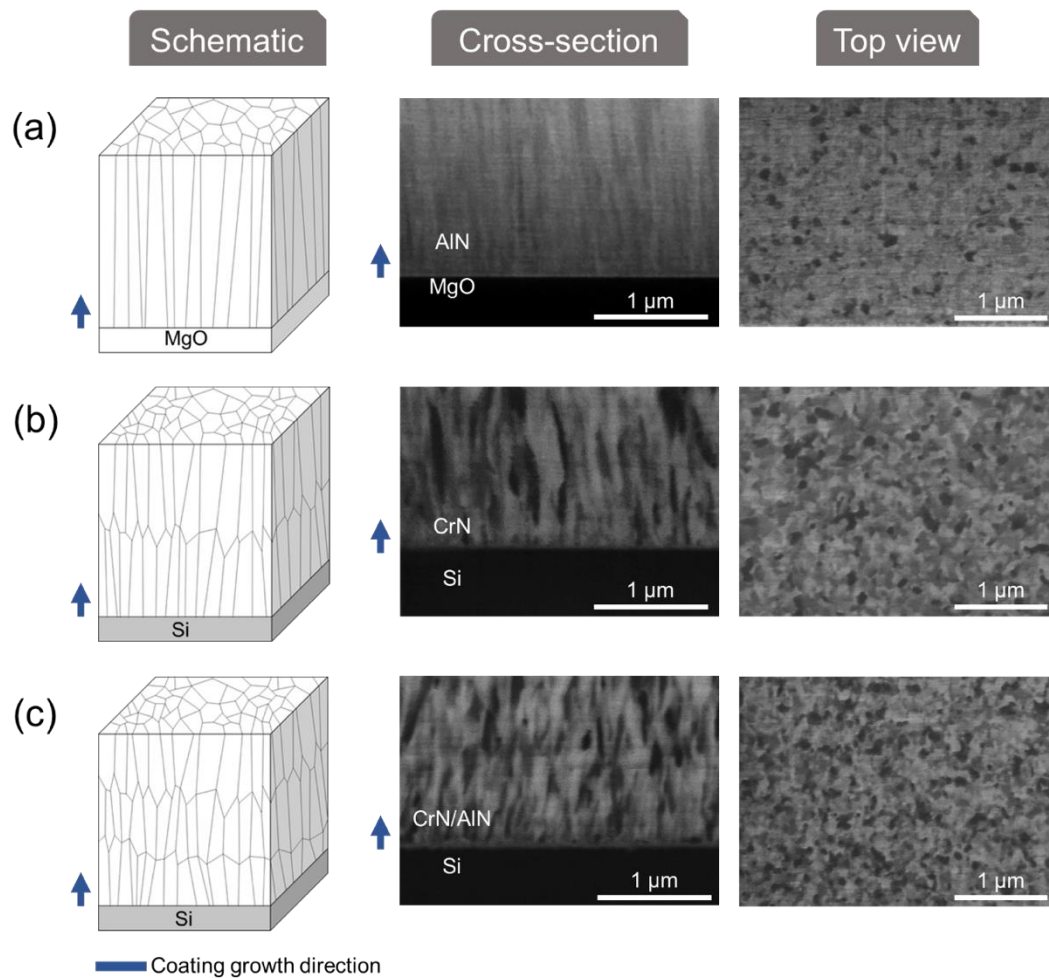 Schematic
Cross-section
Top view
(a)
MgO
AlN
MgO
1 µm
1 µm
(b)
Si
CrN
Si
1 µm
1 µm
(c)
Si
CrN/AlN
Si
1 µm
1 µm
Coating growth direction